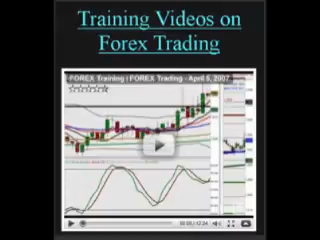 Training Videos on
Forex Trading
FOREX Training | FOREX Trading - April 5, 2007